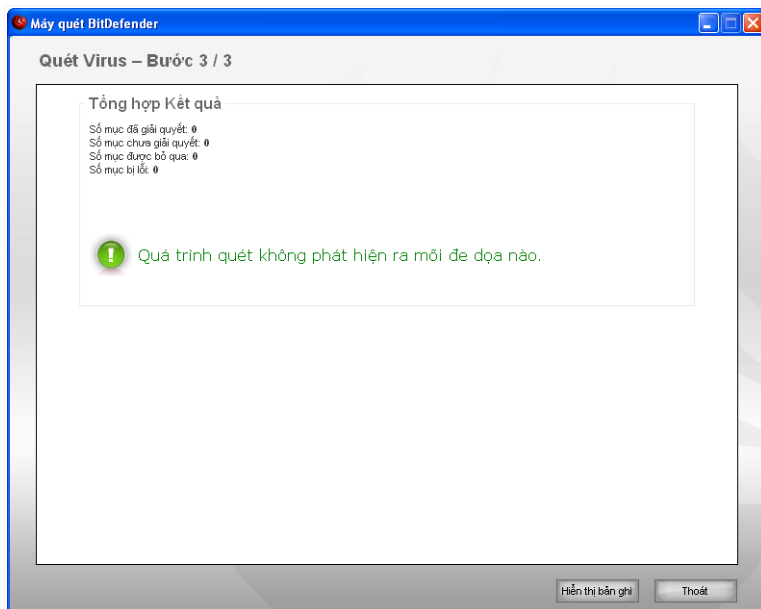 Máy quét BitDefender
Quét Virus – Bước 3 / 3
Tổng hợp Kết quả
Số mục đã giải quyết: 0
Số mục chưa giải quyết: 0
Số mục được bỏ qua: 0
Số mục bị lỗi: 0
Quá trình quét không phát hiện ra mối đe dọa nào.
Hiển thị bản ghi
Thoát